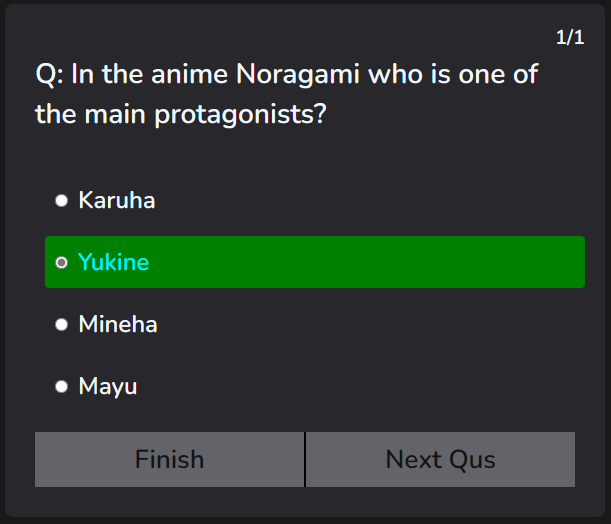 1/1
Q: In the anime Noragami who is one of
the main protagonists?
Karuha
Yukine
Mineha
Mayu
Finish
Next Qus